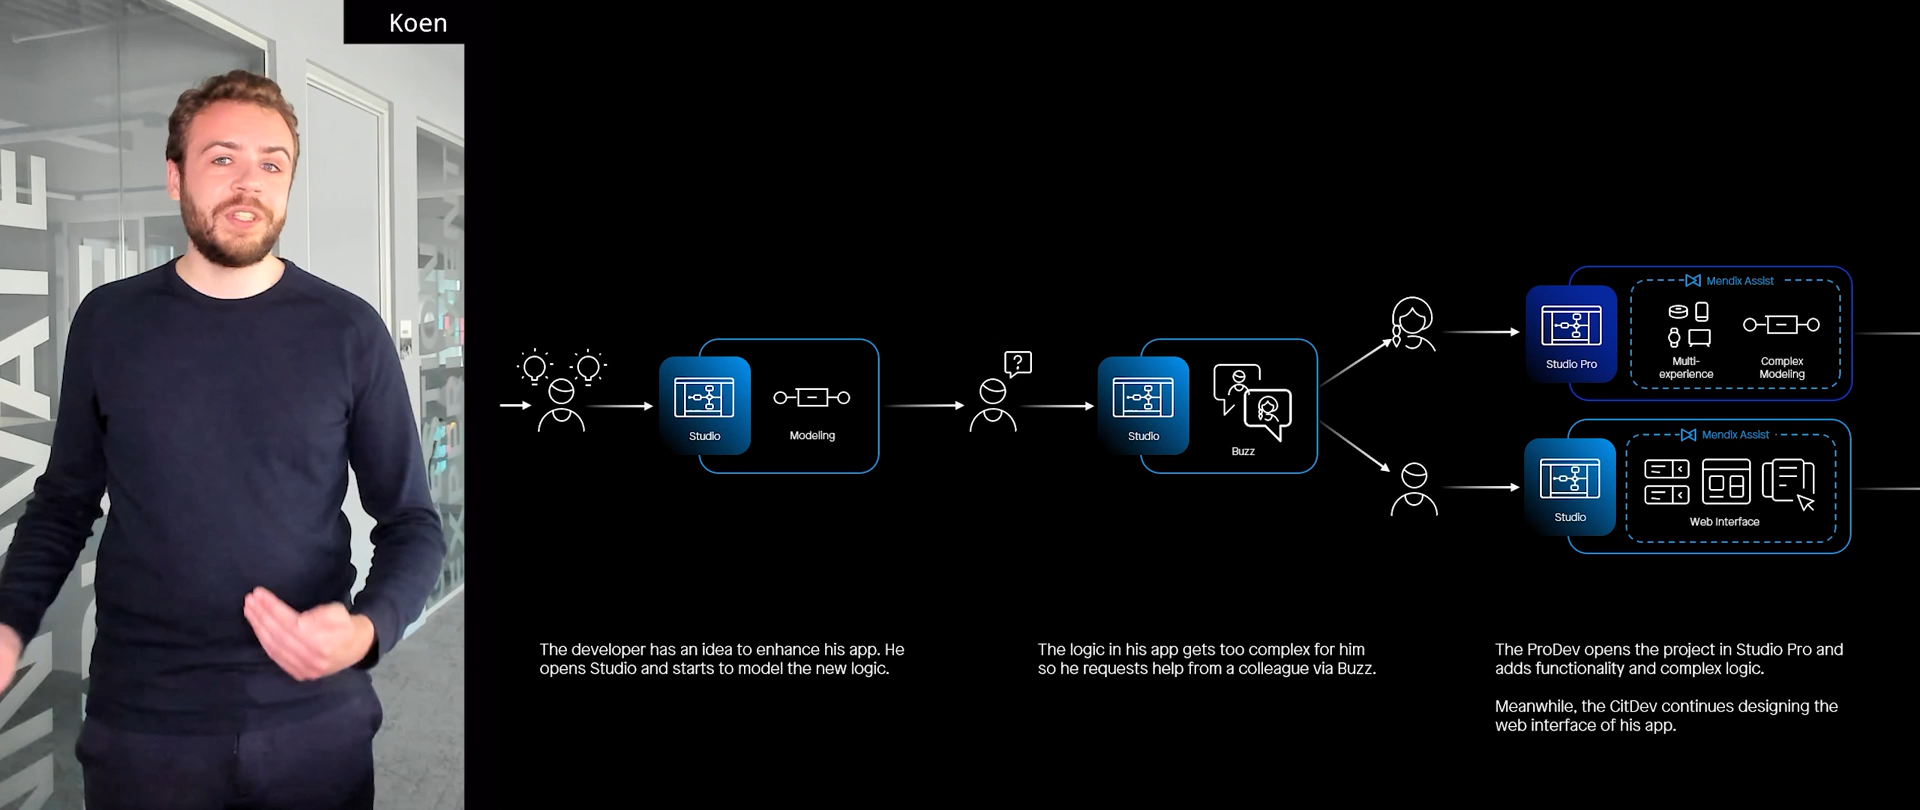 Koen
Studio
Modeling
?
Studio
Buzz
Studio Pro
Mendix Assist
Multi-
experience
Complex
Modeling
Studio
Mendix Assist
Web Interface
The developer has an idea to enhance his app. He
opens Studio and starts to model the new logic.
The logic in his app gets too complex for him
so he requests help from a colleague via Buzz.
The ProDev opens the project in Studio Pro and
adds functionality and complex logic.
Meanwhile, the CitDev continues designing the
web interface of his app.